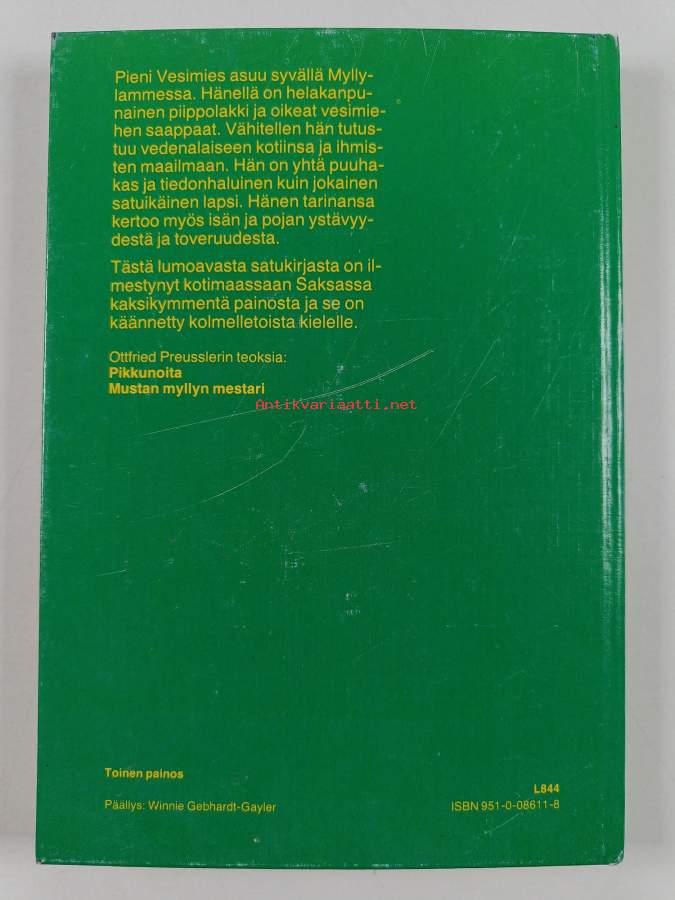 Pieni Vesimies asuu syvällä Mylly-
lammessa. Hänellä on helakanpu-
nainen piippolakki ja oikeat vesimie-
hen saappaat. Vähitellen hän tutus-
tuu vedenalaiseen kotiinsa ja ihmis-
ten maailmaan. Hän on yhtä puuha-
kas ja tiedonhaluinen kuin jokainen
satuikäinen lapsi. Hänen tarinansa
kertoo myös isän ja pojan ystävyy-
destä ja toveruudesta.
Tästä lumoavasta satukirjasta on il-
mestynyt kotimaassaan Saksassa
kaksikymmentä painosta ja se on
käännetty kolmelletoista kielelle.
Ottfried Preusslerin teoksia:
Pikkunoita
Mustan myllyn mestari
Antikvariaatti.net
Toinen painos
L844
Päällys: Winnie Gebhardt-Gayler
ISBN 951-0-08611-8